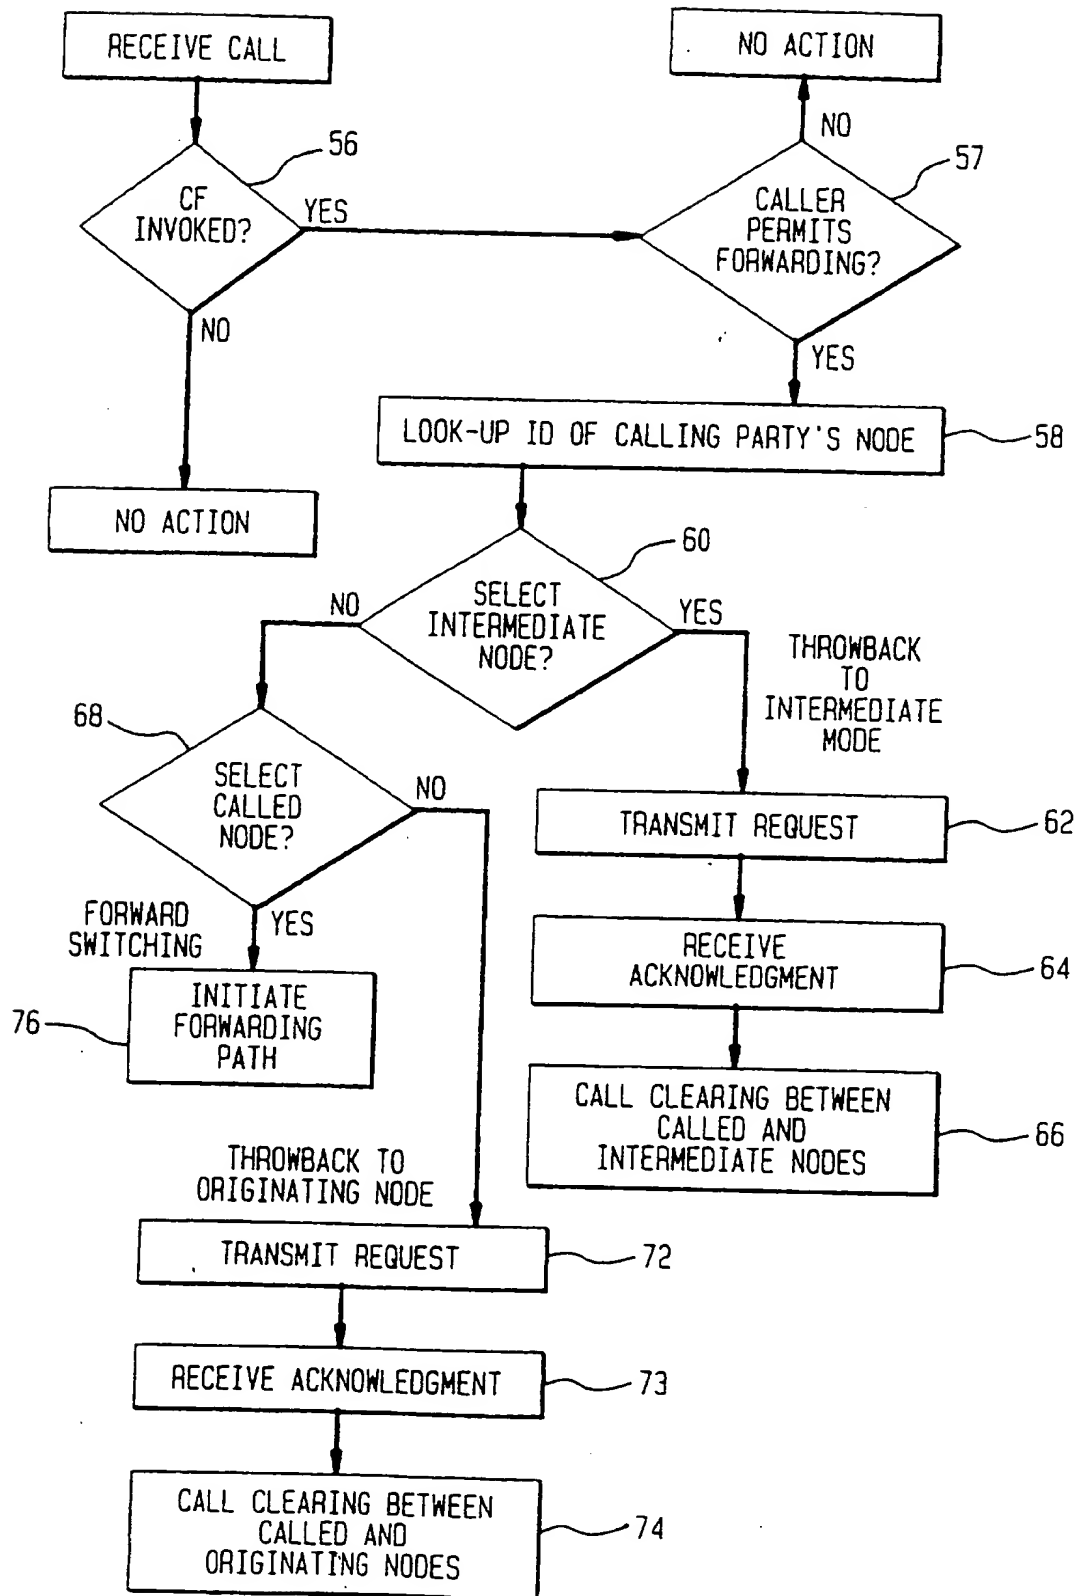 RECEIVE CALL
NO ACTION
NO
56
57
CF
INVOKED?
YES
CALLER
PERMITS
FORWARDING?
NO
YES
LOOK-UP ID OF CALLING PARTY'S NODE
58
NO ACTION
60
SELECT
INTERMEDIATE
NODE?
NO
YES
THROWBACK
TO
INTERMEDIATE
MODE
68
SELECT
CALLED
NODE?
NO
TRANSMIT REQUEST
62
FORWARD
SWITCHING
YES
RECEIVE
ACKNOWLEDGMENT
64
INITIATE
FORWARDING
PATH
76
CALL CLEARING BETWEEN
CALLED AND
INTERMEDIATE NODES
66
THROWBACK TO
ORIGINATING NODE
TRANSMIT REQUEST
72
RECEIVE ACKNOWLEDGMENT
73
CALL CLEARING BETWEEN
CALLED AND
ORIGINATING NODES
74